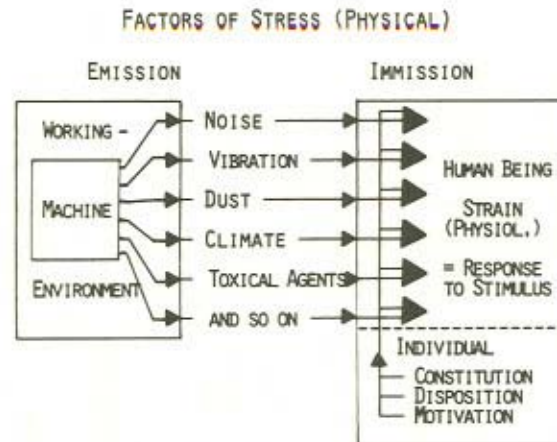 FACTORS OF STRESS (PHYSICAL)
EMISSION
IMMISSION
WORKING -
MACHINE
ENVIRONMENT
NOISE
VIBRATION
DUST
CLIMATE
TOXICAL AGENTS
AND SO ON
HUMAN BEING
STRAIN
(PHYSIOL.)
= RESPONSE
TO STIMULUS
INDIVIDUAL
CONSTITUTION
DISPOSITION
MOTIVATION